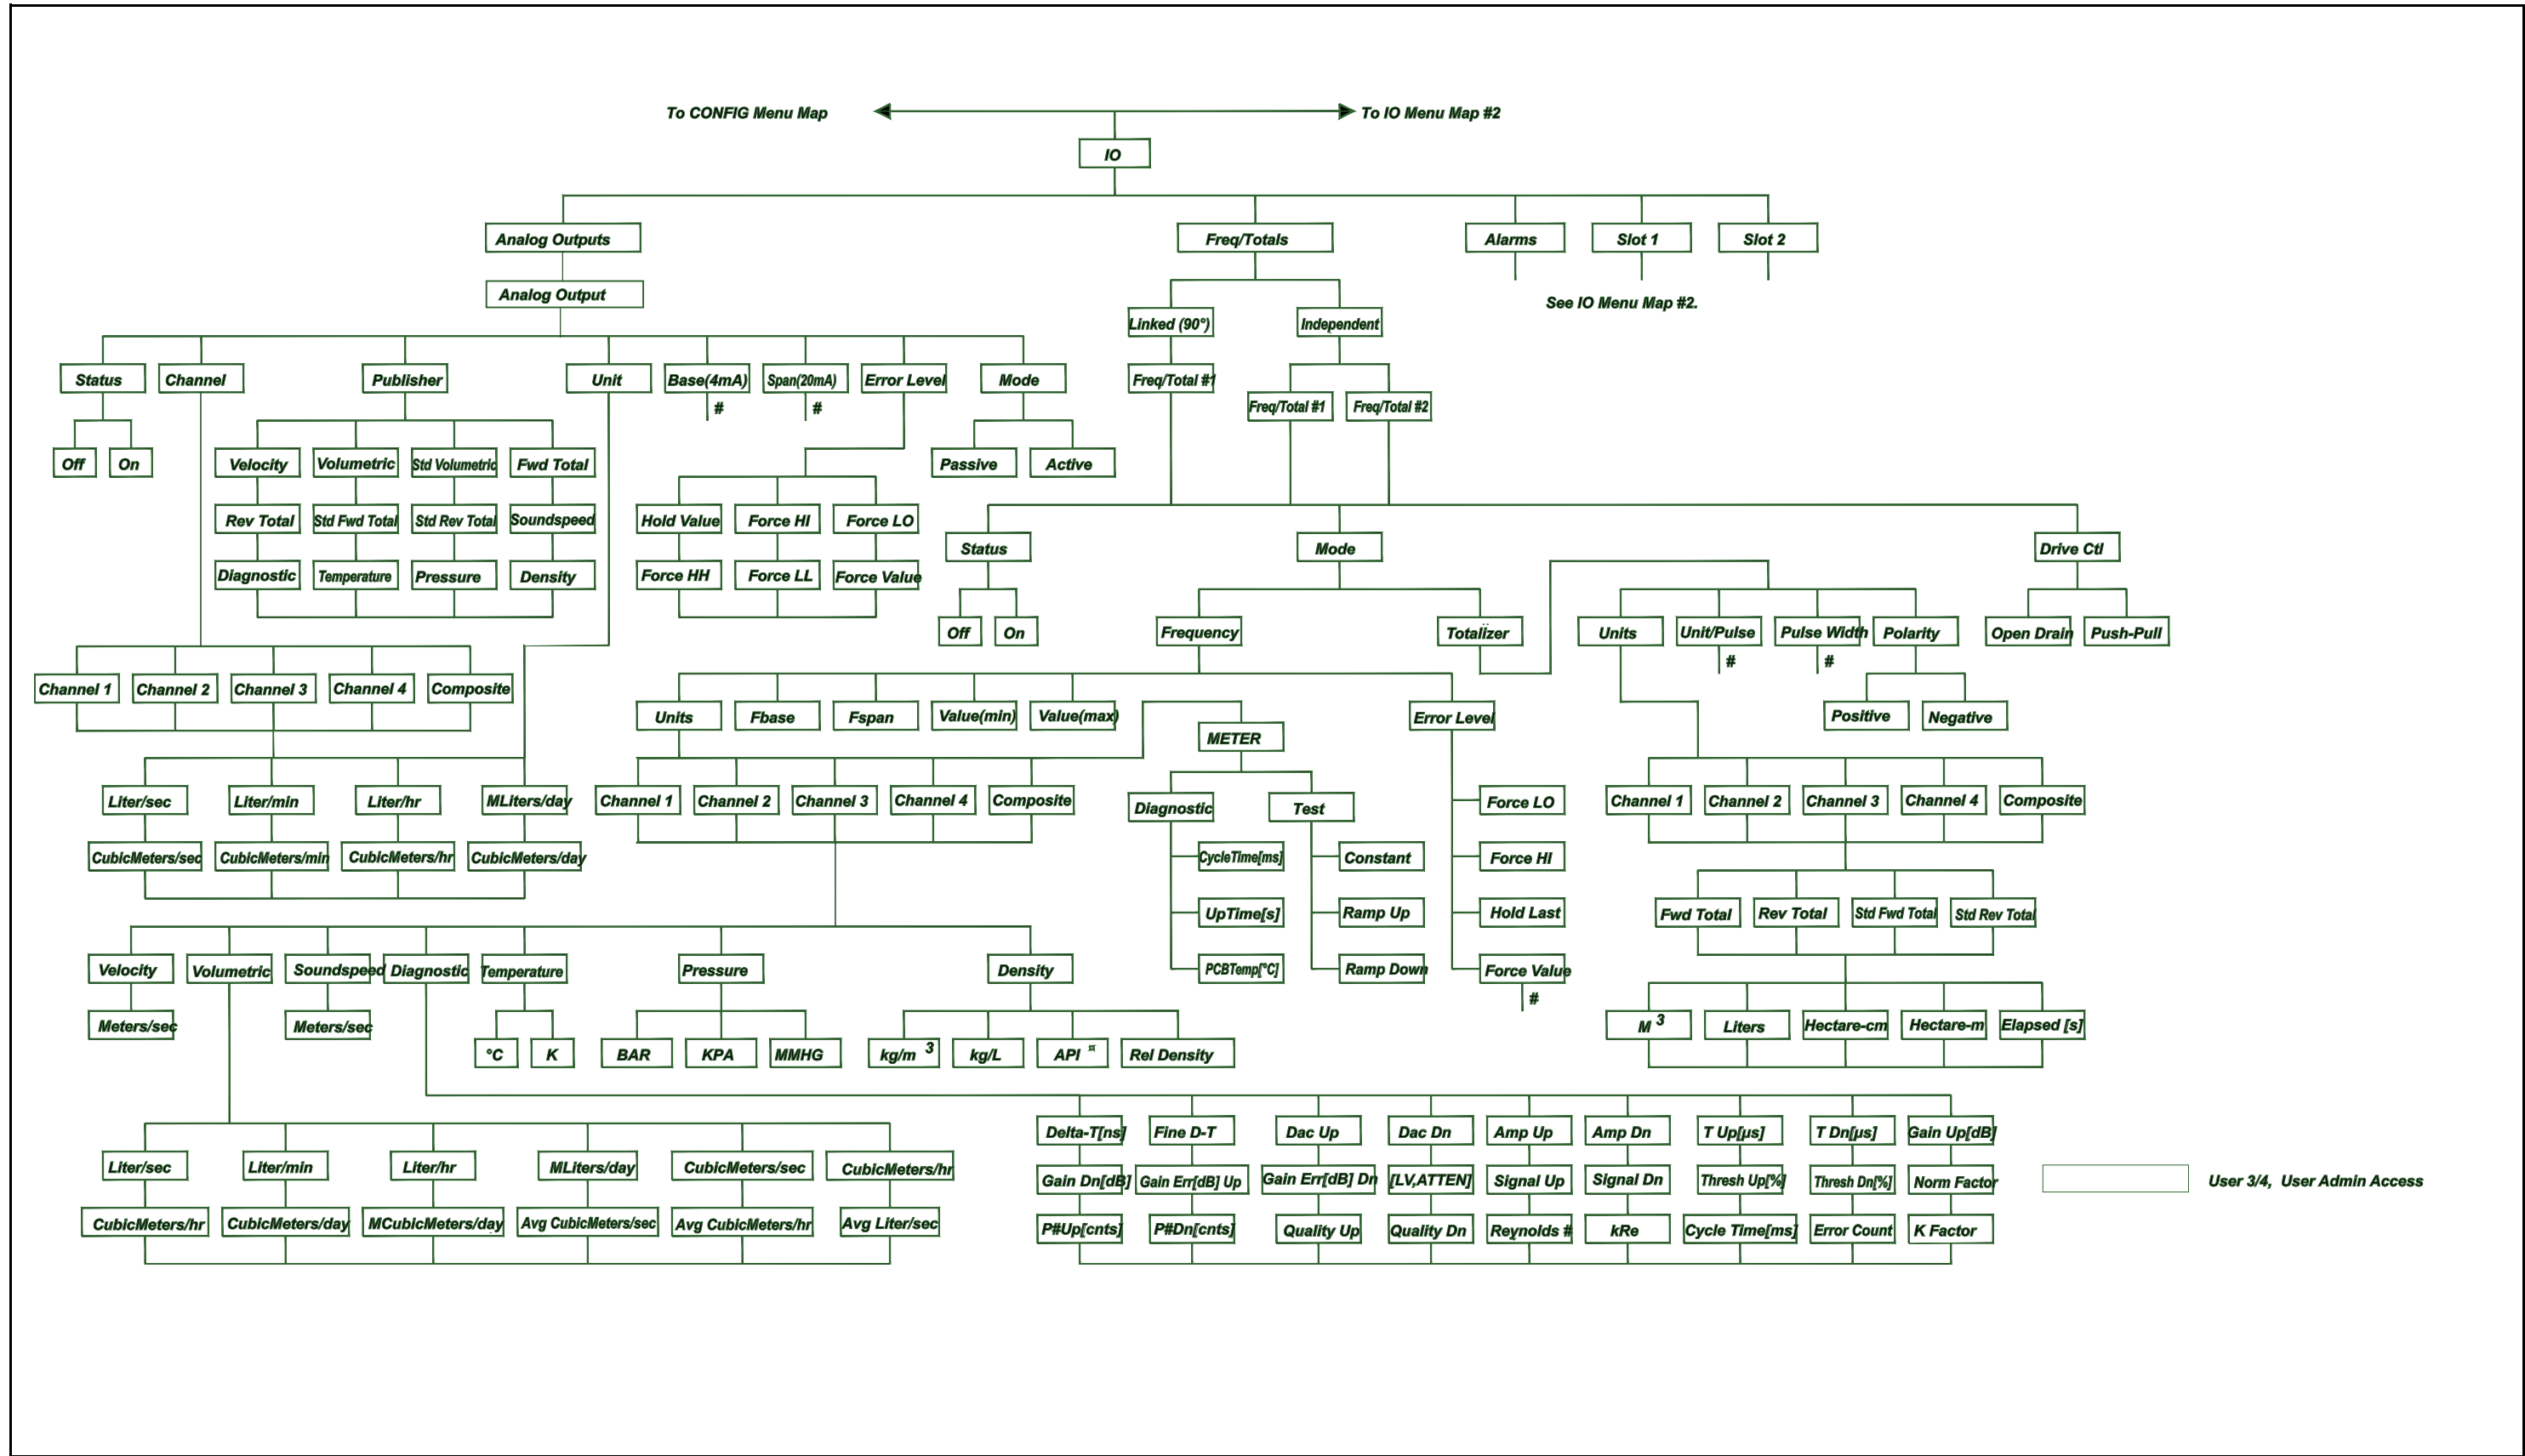 To CONFIG Menu Map
To IO Menu Map #2
IO
Analog Outputs
Freq/Totals
Alarms
Slot 1
Slot 2
Analog Output
See IO Menu Map #2.
Linked (90°)
Independent
Status
Channel
Publisher
Unit
Base(4mA)
Span(20mA)
Error Level
Mode
Freq/Total #1
#
#
Freq/Total #1
Freq/Total #2
Off
On
Velocity
Volumetric
Std Volumetric
Fwd Total
Passive
Active
Rev Total
Std Fwd Total
Std Rev Total
Soundspeed
Hold Value
Force HI
Force LO
Status
Mode
Drive Ctl
Diagnostic
Temperature
Pressure
Density
Force HH
Force LL
Force Value
Off
On
Frequency
Totalizer
Units
Unit/Pulse
Pulse Width
Polarity
Open Drain
Push-Pull
#
#
Channel 1
Channel 2
Channel 3
Channel 4
Composite
Units
Fbase
Fspan
Value(min)
Value(max)
METER
Error Level
Positive
Negative
Liter/sec
Liter/min
Liter/hr
MLiters/day
Channel 1
Channel 2
Channel 3
Channel 4
Composite
Diagnostic
Test
Force LO
Channel 1
Channel 2
Channel 3
Channel 4
Composite
CubicMeters/sec
CubicMeters/min
CubicMeters/hr
CubicMeters/day
CycleTime[ms]
Constant
Force HI
UpTime[s]
Ramp Up
Hold Last
Fwd Total
Rev Total
Std Fwd Total
Std Rev Total
Velocity
Volumetric
Soundspeed
Diagnostic
Temperature
Pressure
Density
PCBTemp[°C]
Ramp Down
Force Value
#
Meters/sec
Meters/sec
M 3
Liters
Hectare-cm
Hectare-m
Elapsed [s]
°C
K
BAR
KPA
MMHG
kg/m 3
kg/L
API ¤
Rel Density
Delta-T[ns]
Fine D-T
Dac Up
Dac Dn
Amp Up
Amp Dn
T Up[µs]
T Dn[µs]
Gain Up[dB]
Liter/sec
Liter/min
Liter/hr
MLiters/day
CubicMeters/sec
CubicMeters/hr
Gain Dn[dB]
Gain Err[dB] Up
Gain Err[dB] Dn
[LV,ATTEN]
Signal Up
Signal Dn
Thresh Up[%]
Thresh Dn[%]
Norm Factor
User 3/4, User Admin Access
CubicMeters/hr
CubicMeters/day
MCubicMeters/day
Avg CubicMeters/sec
Avg CubicMeters/hr
Avg Liter/sec
P#Up[cnts]
P#Dn[cnts]
Quality Up
Quality Dn
Reynolds #
kRe
Cycle Time[ms]
Error Count
K Factor